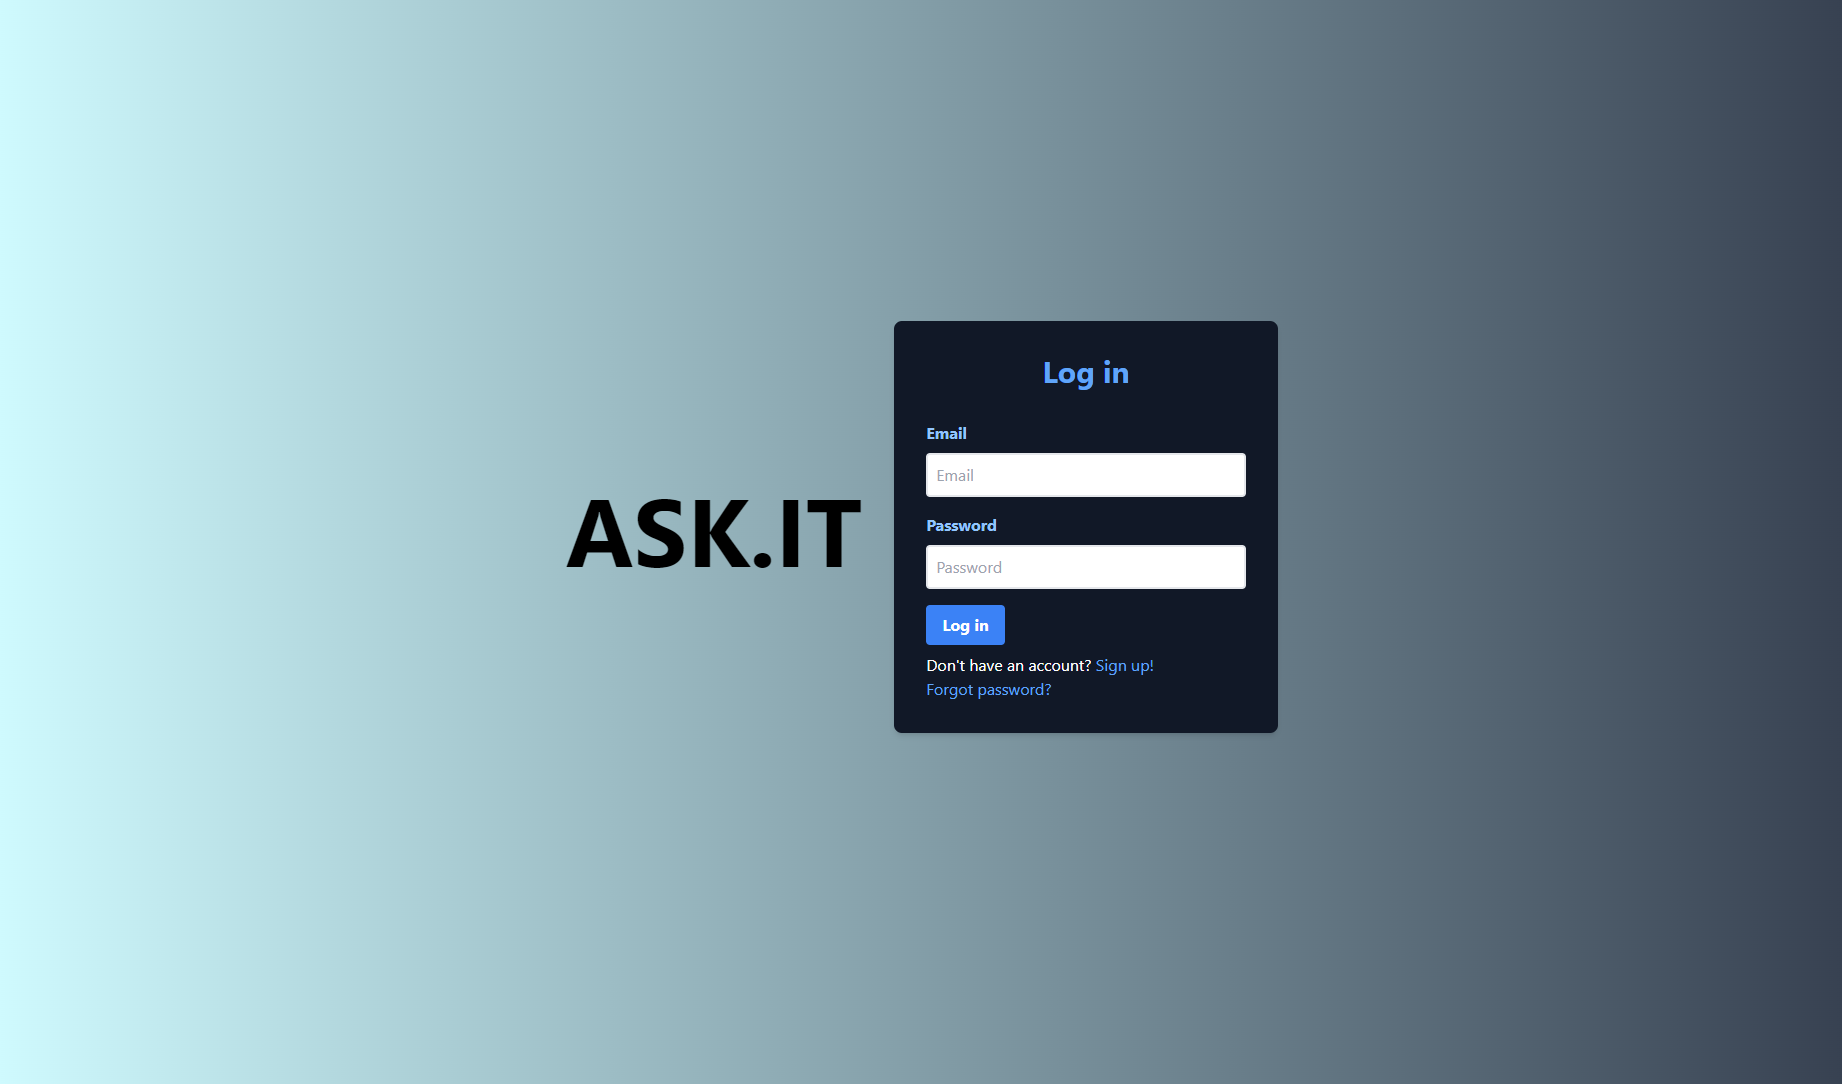 ASK.IT
Log in
Email
Email
Password
Password
Log in
Don't have an account? Sign up!
Forgot password?